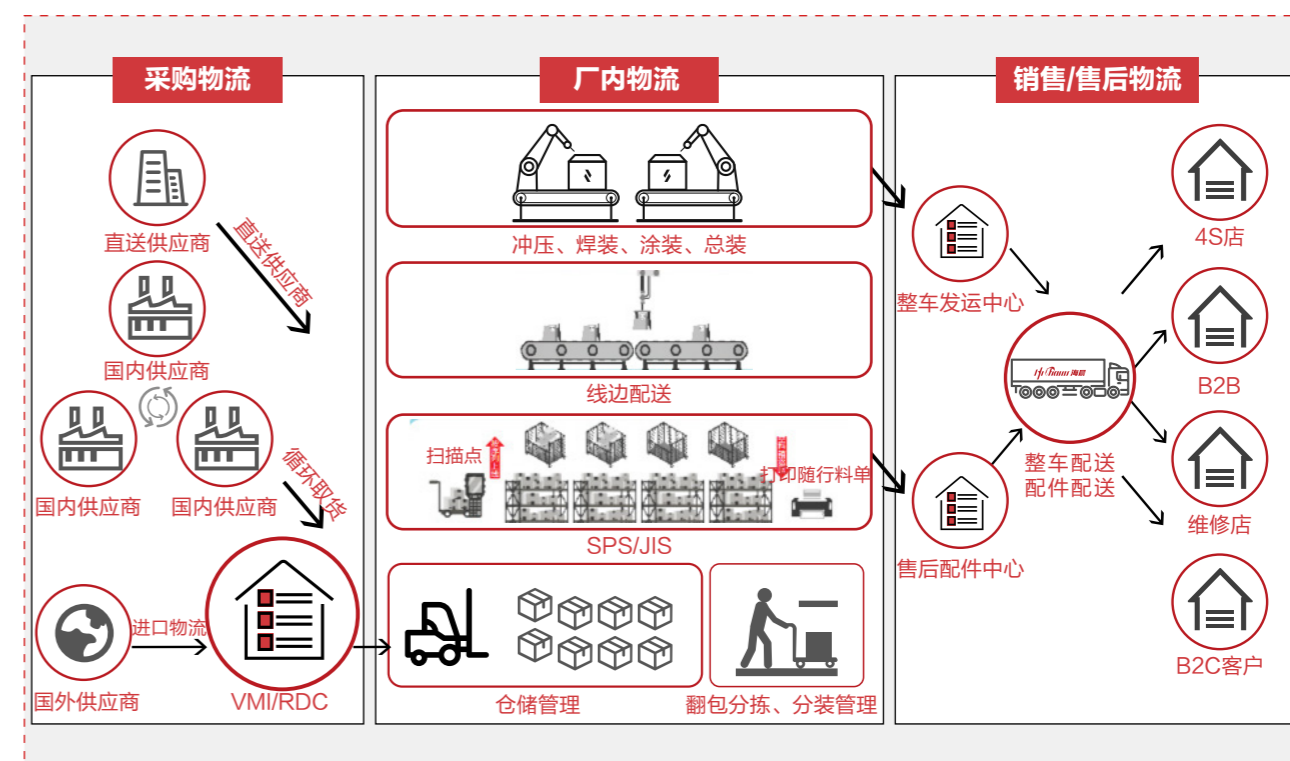 采购物流
直送供应商
直送供应商
国内供应商
国内供应商
国内供应商
循环取货
进口物流
国外供应商
VMI/RDC
厂内物流
冲压、焊装、涂装、总装
线边配送
扫描点
打印随行料单
SPS/JIS
仓储管理
翻包分拣、分装管理
销售/售后物流
整车发运中心
售后配件中心
整车配送
配件配送
4S店
B2B
维修店
B2C客户